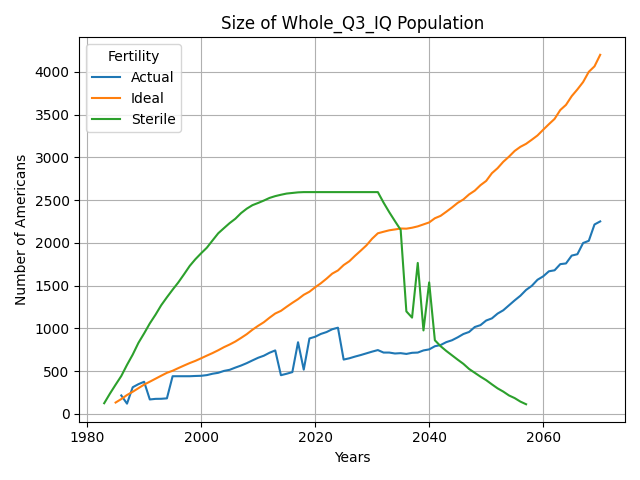 Size of Whole_Q3_IQ Population
Fertility
Actual
Ideal
Sterile
Number of Americans
4000
3500
3000
2500
2000
1500
1000
500
0
1980
2000
2020
2040
2060
Years